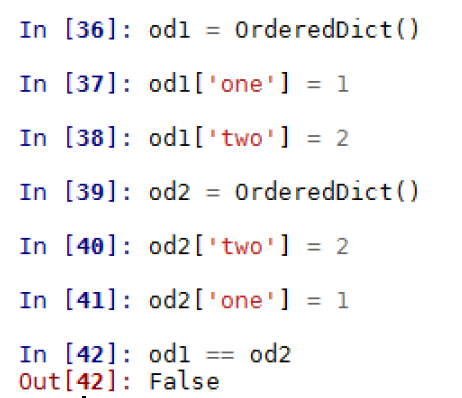 In [36]: od1 = OrderedDict()
In [37]: od1['one'] = 1
In [38]: od1['two'] = 2
In [39]: od2 = OrderedDict()
In [40]: od2['two'] = 2
In [41]: od2['one'] = 1
In [42]: od1 == od2
Out[42]: False